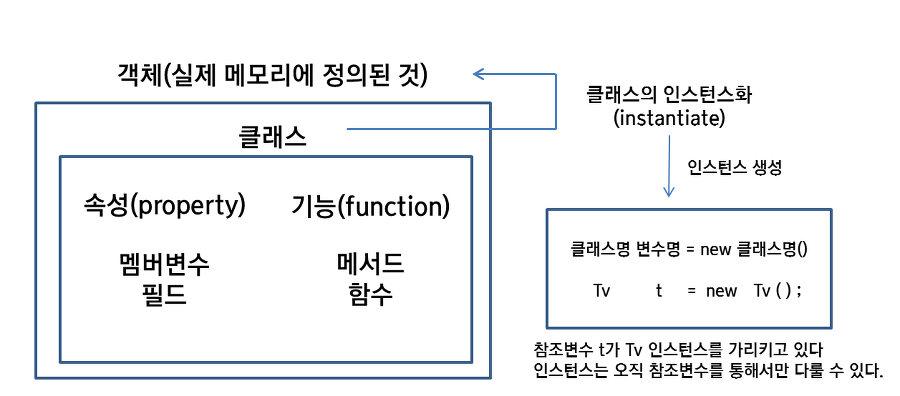 객체(실제 메모리에 정의된 것)
클래스
속성(property) 기능(function)
멤버변수 메서드
필드 함수
클래스의 인스턴스화
(instantiate)
인스턴스 생성
클래스명 변수명 = new 클래스명()
Tv t = new Tv ( ) ;
참조변수 t가 Tv 인스턴스를 가리키고 있다
인스턴스는 오직 참조변수를 통해서만 다룰 수 있다.